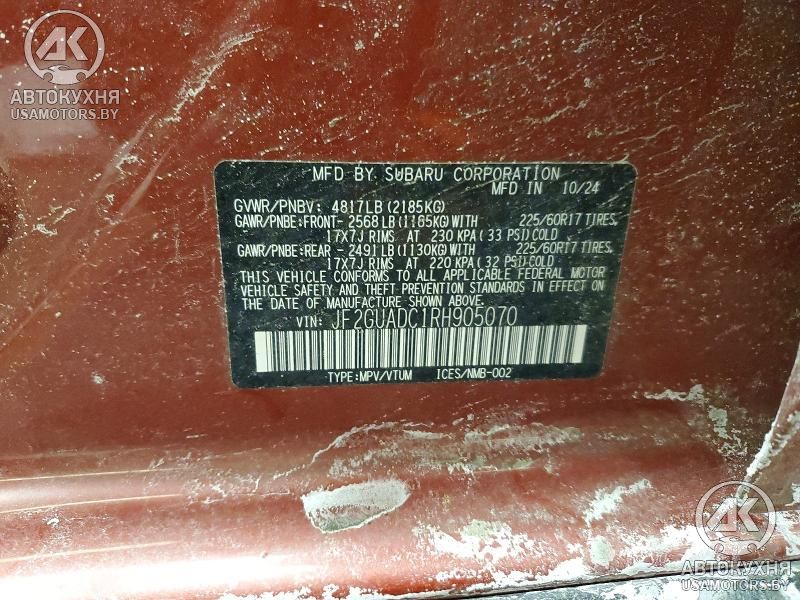 AK
АВТОКУХНЯ
USAMOTORS.BY
MFD BY SUBARU CORPORATION
MFD IN 10/24
GVWR/PNBV: 4817LB (2185KG)
GAWR/PNBE:FRONT- 2568LB (1165KG)WITH 225/60R17 TIRES,
17X7J RIMS AT 230 KPA (33 PSI)COLD
GAWR/PNBE:REAR - 2491LB (1130KG)WITH 225/60R17 TIRES,
17X7J RIMS AT 220 KPA (32 PSI)COLD
THIS VEHICLE CONFORMS TO ALL APPLICABLE FEDERAL MOTOR
VEHICLE SAFETY AND THEFT PREVENTION STANDARDS IN EFFECT ON
THE DATE OF MANUFACTURE SHOWN ABOVE.
VIN: JF2GUADC1RH905070
TYPE:MPV/VTUM ICES/NMB-002
AK
АВТОКУХНЯ
USAMOTORS.BY